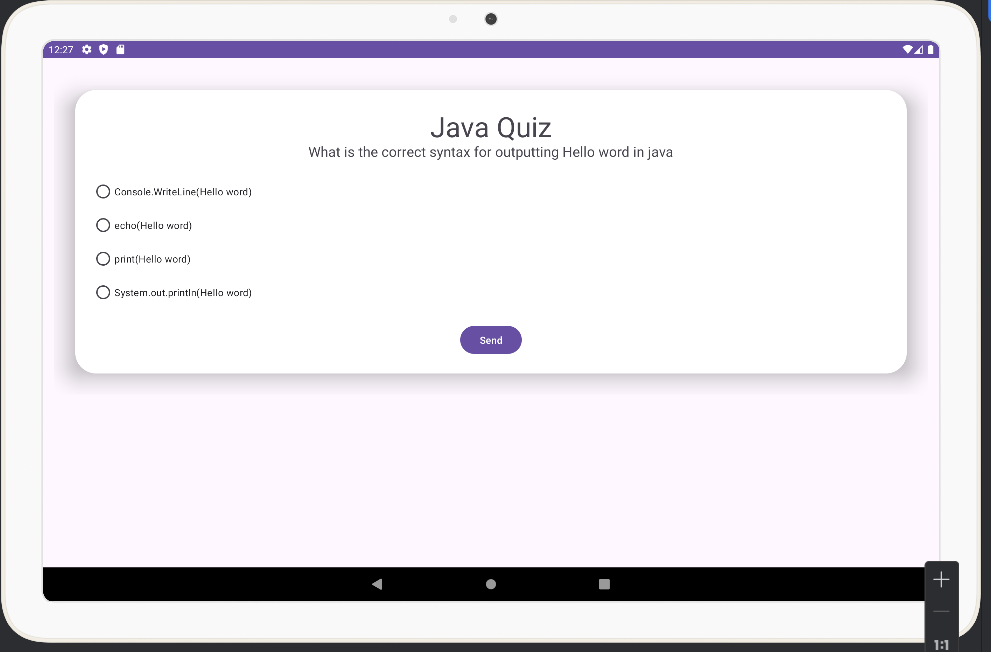 12:27
Java Quiz
What is the correct syntax for outputting Hello word in java
Console.WriteLine(Hello word)
echo(Hello word)
print(Hello word)
System.out.println(Hello word)
Send
1:1